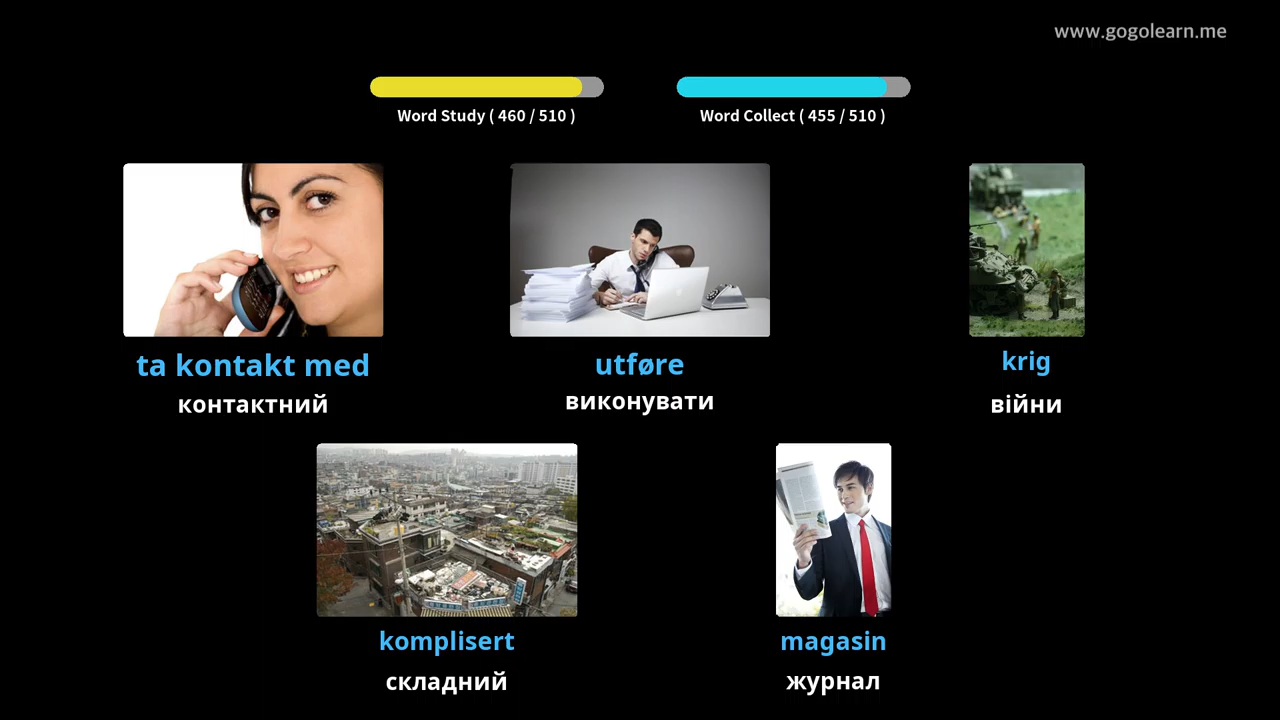 www.gogolearn.me
Word Study ( 460 / 510 )
Word Collect ( 455 / 510 )
ta kontakt med
контактний
utføre
виконувати
krig
війни
komplisert
складний
magasin
журнал